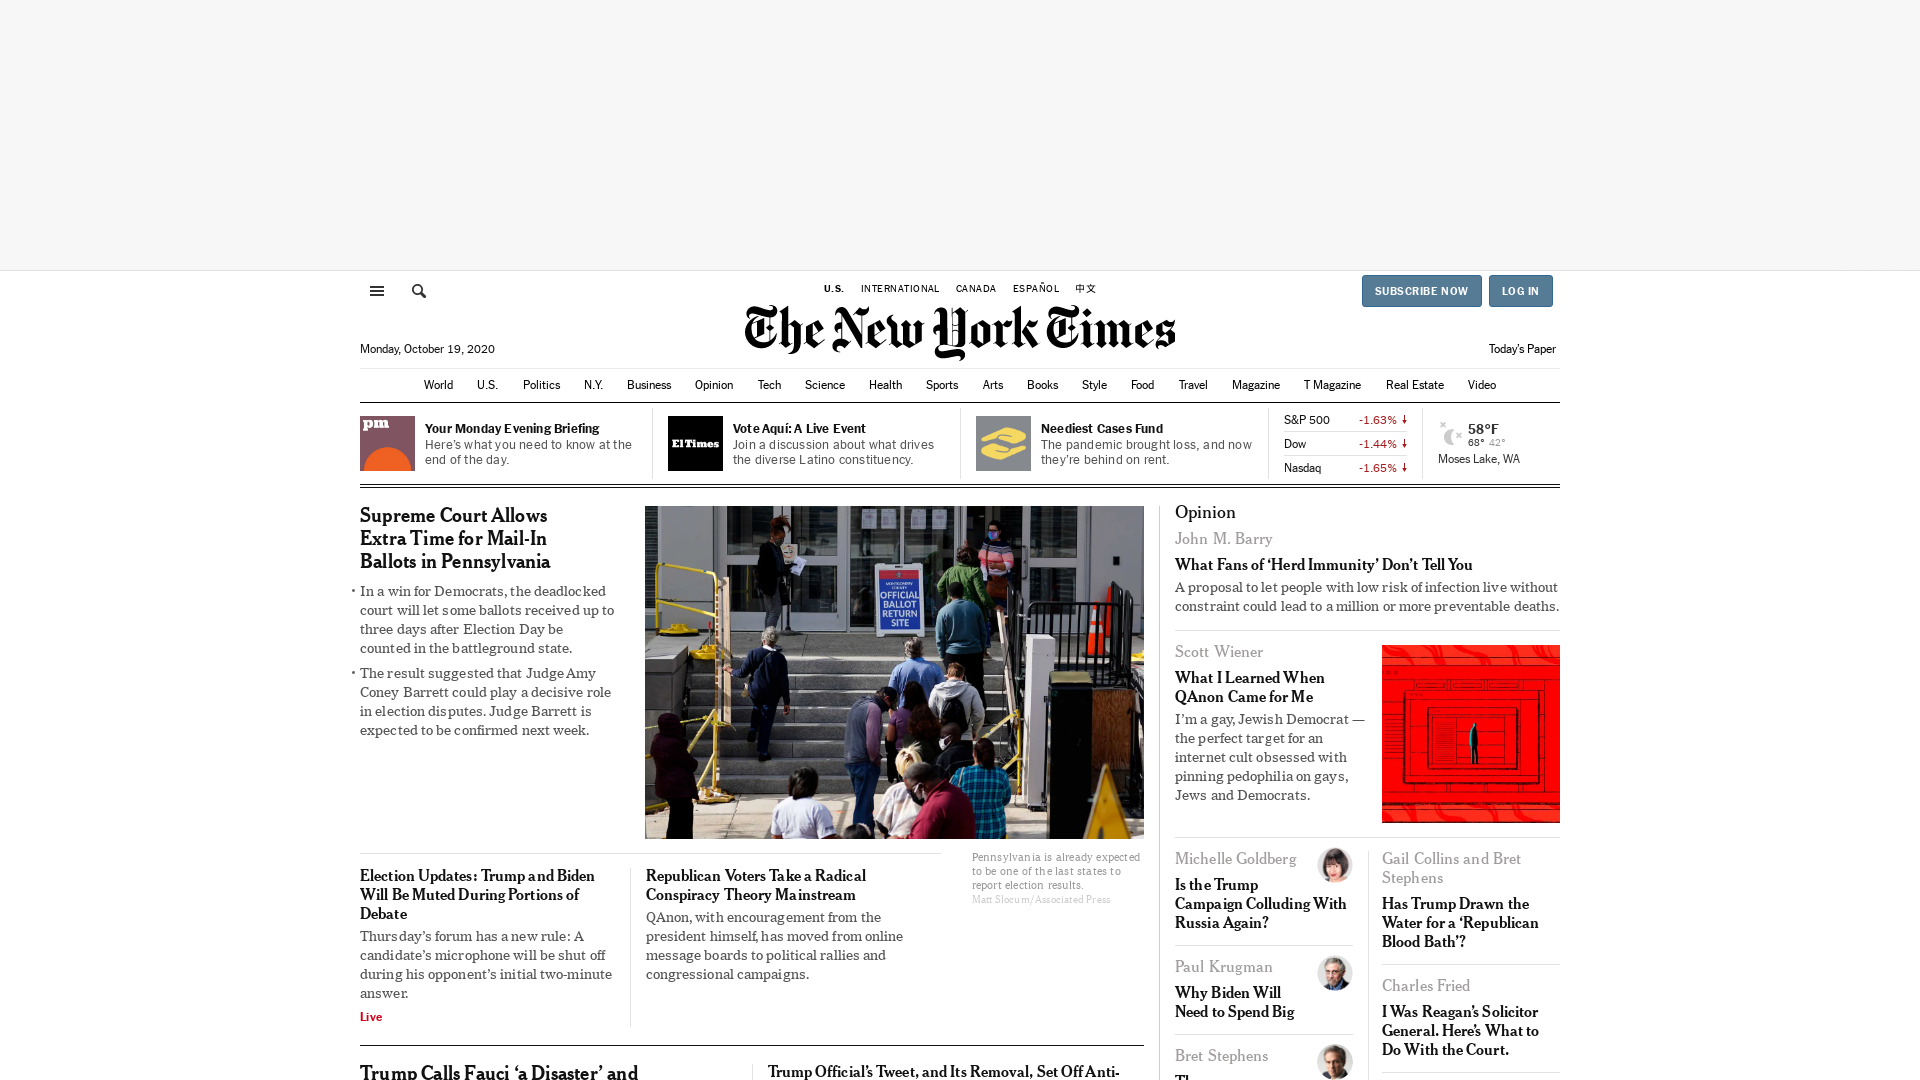 U.S. INTERNATIONAL CANADA ESPAÑOL 中文
SUBSCRIBE NOW LOG IN
The New York Times
Monday, October 19, 2020
Today's Paper
World U.S. Politics N.Y. Business Opinion Tech Science Health Sports Arts Books Style Food Travel Magazine T Magazine Real Estate Video
pm
Your Monday Evening Briefing
Here's what you need to know at the
end of the day.
El Times
Vote Aquí: A Live Event
Join a discussion about what drives
the diverse Latino constituency.
Neediest Cases Fund
The pandemic brought loss, and now
they're behind on rent.
S&P 500 -1.63% ↓
Dow -1.44% ↓
Nasdaq -1.65% ↓
58°F
68° 42°
Moses Lake, WA
Supreme Court Allows
Extra Time for Mail-In
Ballots in Pennsylvania
• In a win for Democrats, the deadlocked
court will let some ballots received up to
three days after Election Day be
counted in the battleground state.
• The result suggested that Judge Amy
Coney Barrett could play a decisive role
in election disputes. Judge Barrett is
expected to be confirmed next week.
MONTGOMERY
COUNTY
OFFICIAL
BALLOT
RETURN
SITE
Pennsylvania is already expected
to be one of the last states to
report election results.
Matt Slocum/Associated Press
Election Updates: Trump and Biden
Will Be Muted During Portions of
Debate
Thursday's forum has a new rule: A
candidate's microphone will be shut off
during his opponent's initial two-minute
answer.
Live
Republican Voters Take a Radical
Conspiracy Theory Mainstream
QAnon, with encouragement from the
president himself, has moved from online
message boards to political rallies and
congressional campaigns.
Trump Calls Fauci 'a Disaster' and
Trump Official's Tweet, and Its Removal, Set Off Anti-
Opinion
John M. Barry
What Fans of 'Herd Immunity' Don't Tell You
A proposal to let people with low risk of infection live without
constraint could lead to a million or more preventable deaths.
Scott Wiener
What I Learned When
QAnon Came for Me
I'm a gay, Jewish Democrat —
the perfect target for an
internet cult obsessed with
pinning pedophilia on gays,
Jews and Democrats.
Michelle Goldberg
Is the Trump
Campaign Colluding With
Russia Again?
Paul Krugman
Why Biden Will
Need to Spend Big
Bret Stephens
Gail Collins and Bret
Stephens
Has Trump Drawn the
Water for a 'Republican
Blood Bath'?
Charles Fried
I Was Reagan's Solicitor
General. Here's What to
Do With the Court.